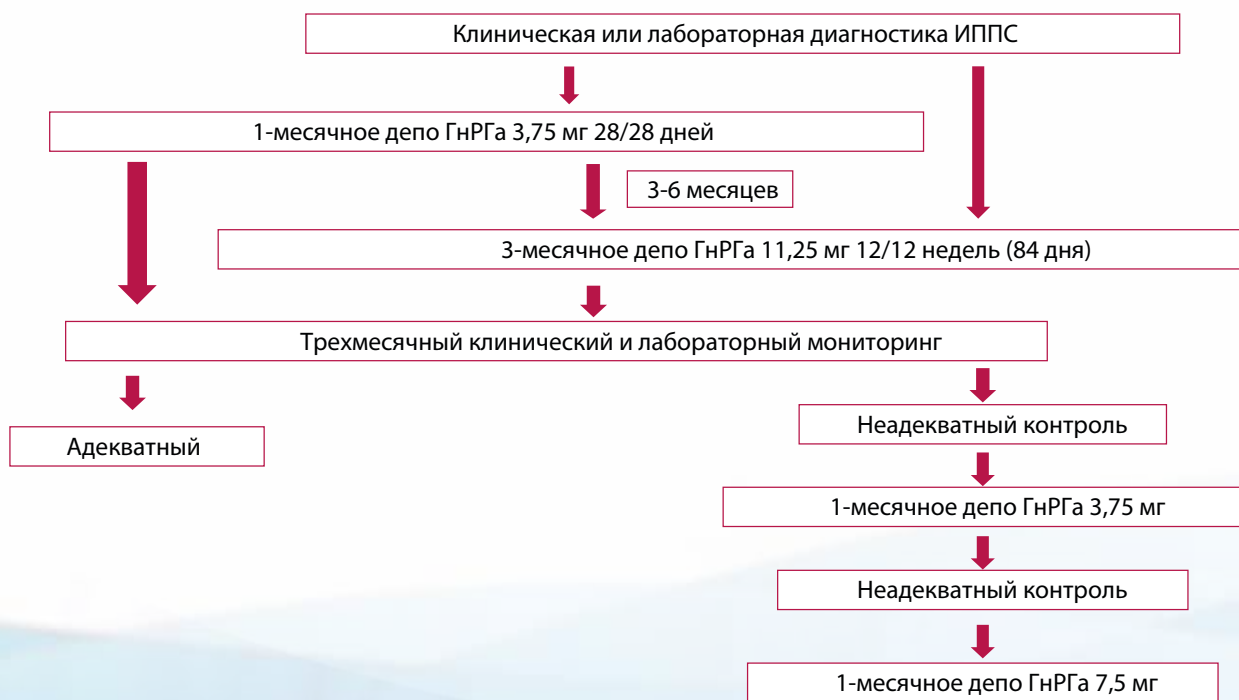 Клиническая или лабораторная диагностика ИППС
1-месячное депо ГнРГа 3,75 мг 28/28 дней
3-6 месяцев
3-месячное депо ГнРГа 11,25 мг 12/12 недель (84 дня)
Трехмесячный клинический и лабораторный мониторинг
Адекватный
Неадекватный контроль
1-месячное депо ГнРГа 3,75 мг
Неадекватный контроль
1-месячное депо ГнРГа 7,5 мг